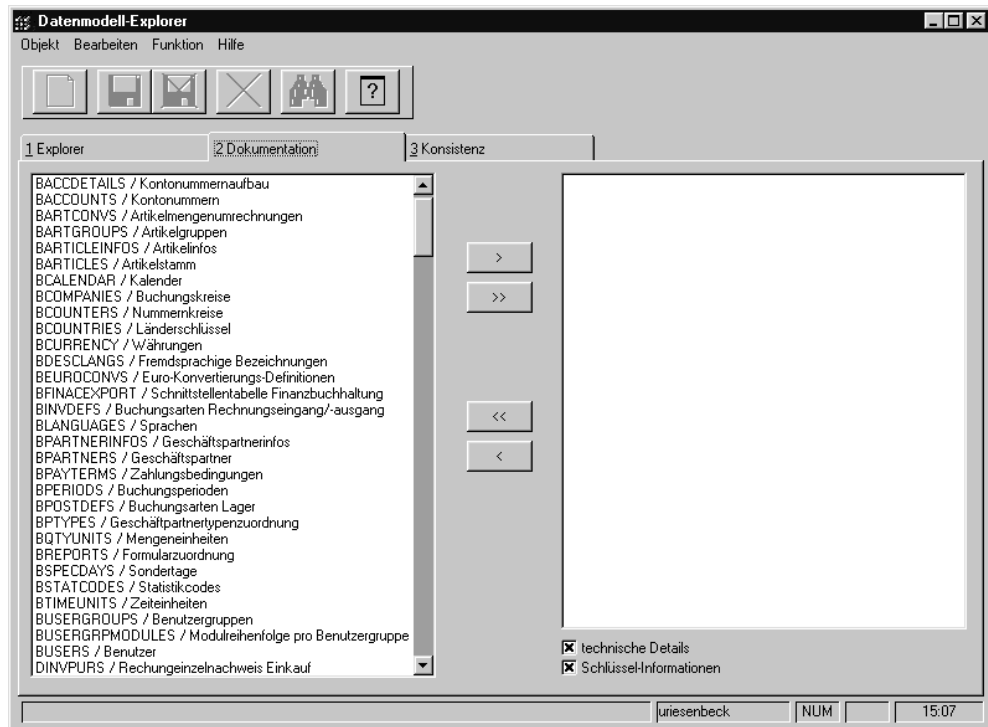 Datenmodell-Explorer
Objekt Bearbeiten Funktion Hilfe
?
1 Explorer
2 Dokumentation
3 Konsistenz
BACCDETAILS / Kontonummernaufbau
BACCOUNTS / Kontonummern
BARTCONVS / Artikelmengenumrechnungen
BARTGROUPS / Artikelgruppen
BARTICLEINFOS / Artikelinfos
BARTICLES / Artikelstamm
BCALENDAR / Kalender
BCOMPANIES / Buchungskreise
BCOUNTERS / Nummernkreise
BCOUNTRIES / Länderschlüssel
BCURRENCY / Währungen
BDESCLANGS / Fremdsprachige Bezeichnungen
BEUROCONVS / Euro-Konvertierungs-Definitionen
BFINACEXPORT / Schnittstellentabelle Finanzbuchhaltung
BINVDEFS / Buchungsarten Rechnungseingang/-ausgang
BLANGUAGES / Sprachen
BPARTNERINFOS / Geschäftspartnerinfos
BPARTNERS / Geschäftspartner
BPAYTERMS / Zahlungsbedingungen
BPERIODS / Buchungsperioden
BPOSTDEFS / Buchungsarten Lager
BPTYPES / Geschäftpartnertypenzuordnung
BQTYUNITS / Mengeneinheiten
BREPORTS / Formularzuordnung
BSPECDAYS / Sondertage
BSTATCODES / Statistikcodes
BTIMEUNITS / Zeiteinheiten
BUSERGROUPS / Benutzergruppen
BUSERGRPMODULES / Modulreihenfolge pro Benutzergruppe
BUSERS / Benutzer
DINVPURS / Rechungeinzelnachweis Einkauf
>
>>
<<
<
technische Details
Schlüssel-Informationen
uriesenbeck
NUM
15:07